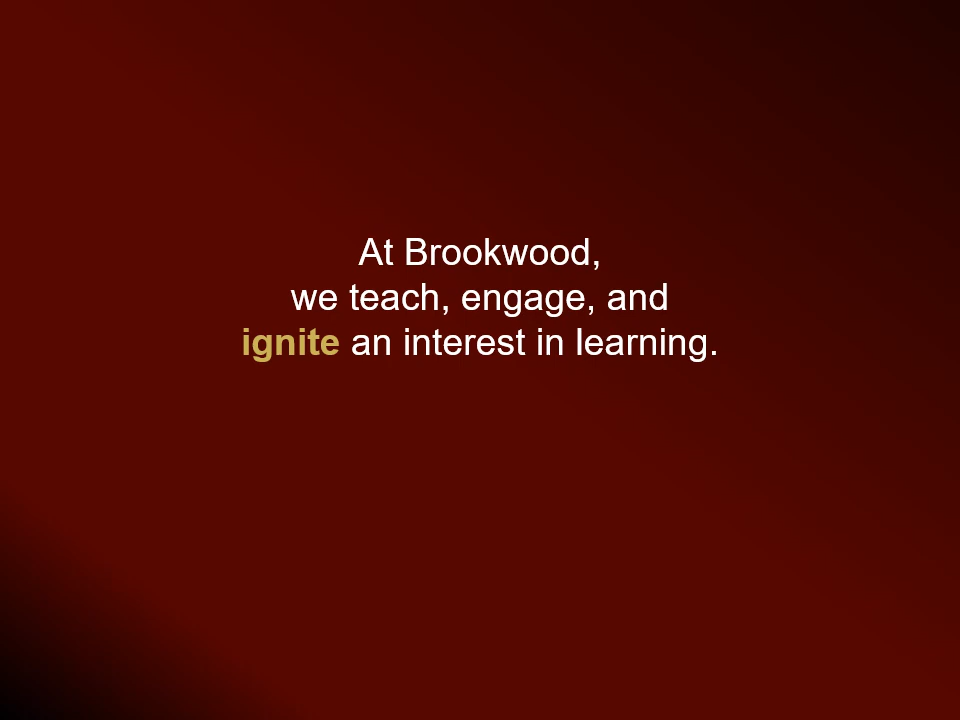 At Brookwood,
we teach, engage, and
ignite an interest in learning.